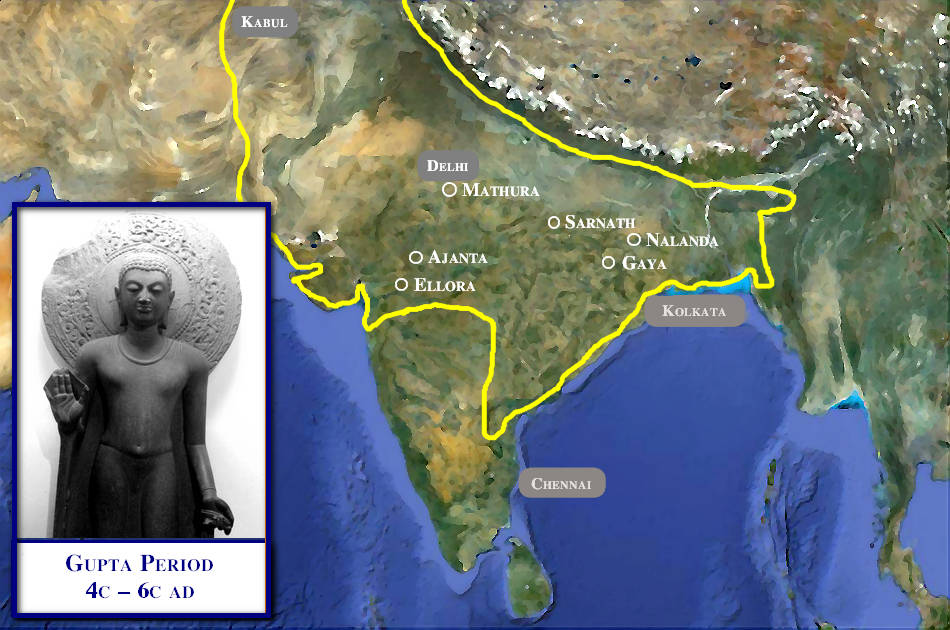 Kabul
Delhi
Mathura
Sarnath
Nalanda
Gaya
Ajanta
Ellora
Kolkata
Chennai
Gupta Period
4c – 6c AD